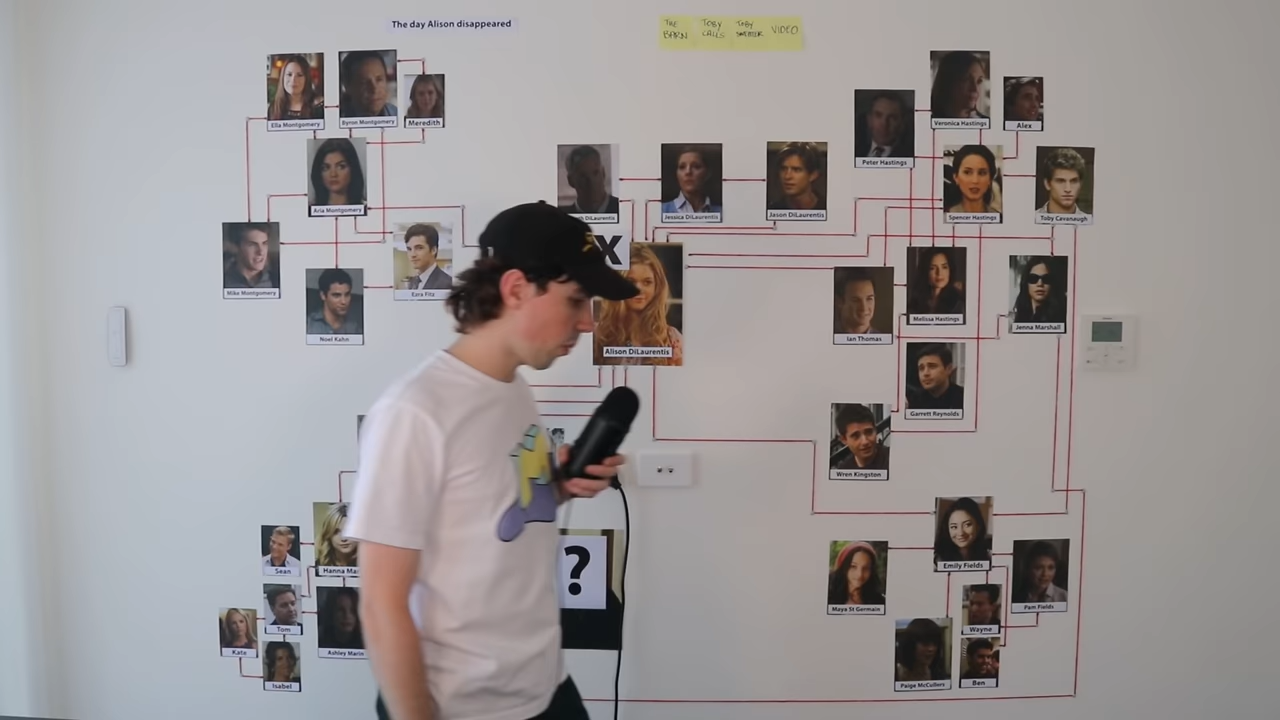 The day Alison disappeared
THE BARN
TOBY CALLS
VIDEO
Ella Montgomery
Byron Montgomery
Meredith
Aria Montgomery
Mike Montgomery
Ezra Fitz
Noel Kahn
DiLaurentis
Jessica DiLaurentis
Jason DiLaurentis
X
Alison DiLaurentis
Veronica Hastings
Alex
Peter Hastings
Spencer Hastings
Toby Cavanaugh
Melissa Hastings
Ian Thomas
Jenna Marshall
Garrett Reynolds
Wren Kingston
Emily Fields
Maya St Germain
Pam Fields
Wayne
Paige McCullers
Ben
Sean
Hanna Ma
Tom
Kate
Ashley Marin
Isabel
?